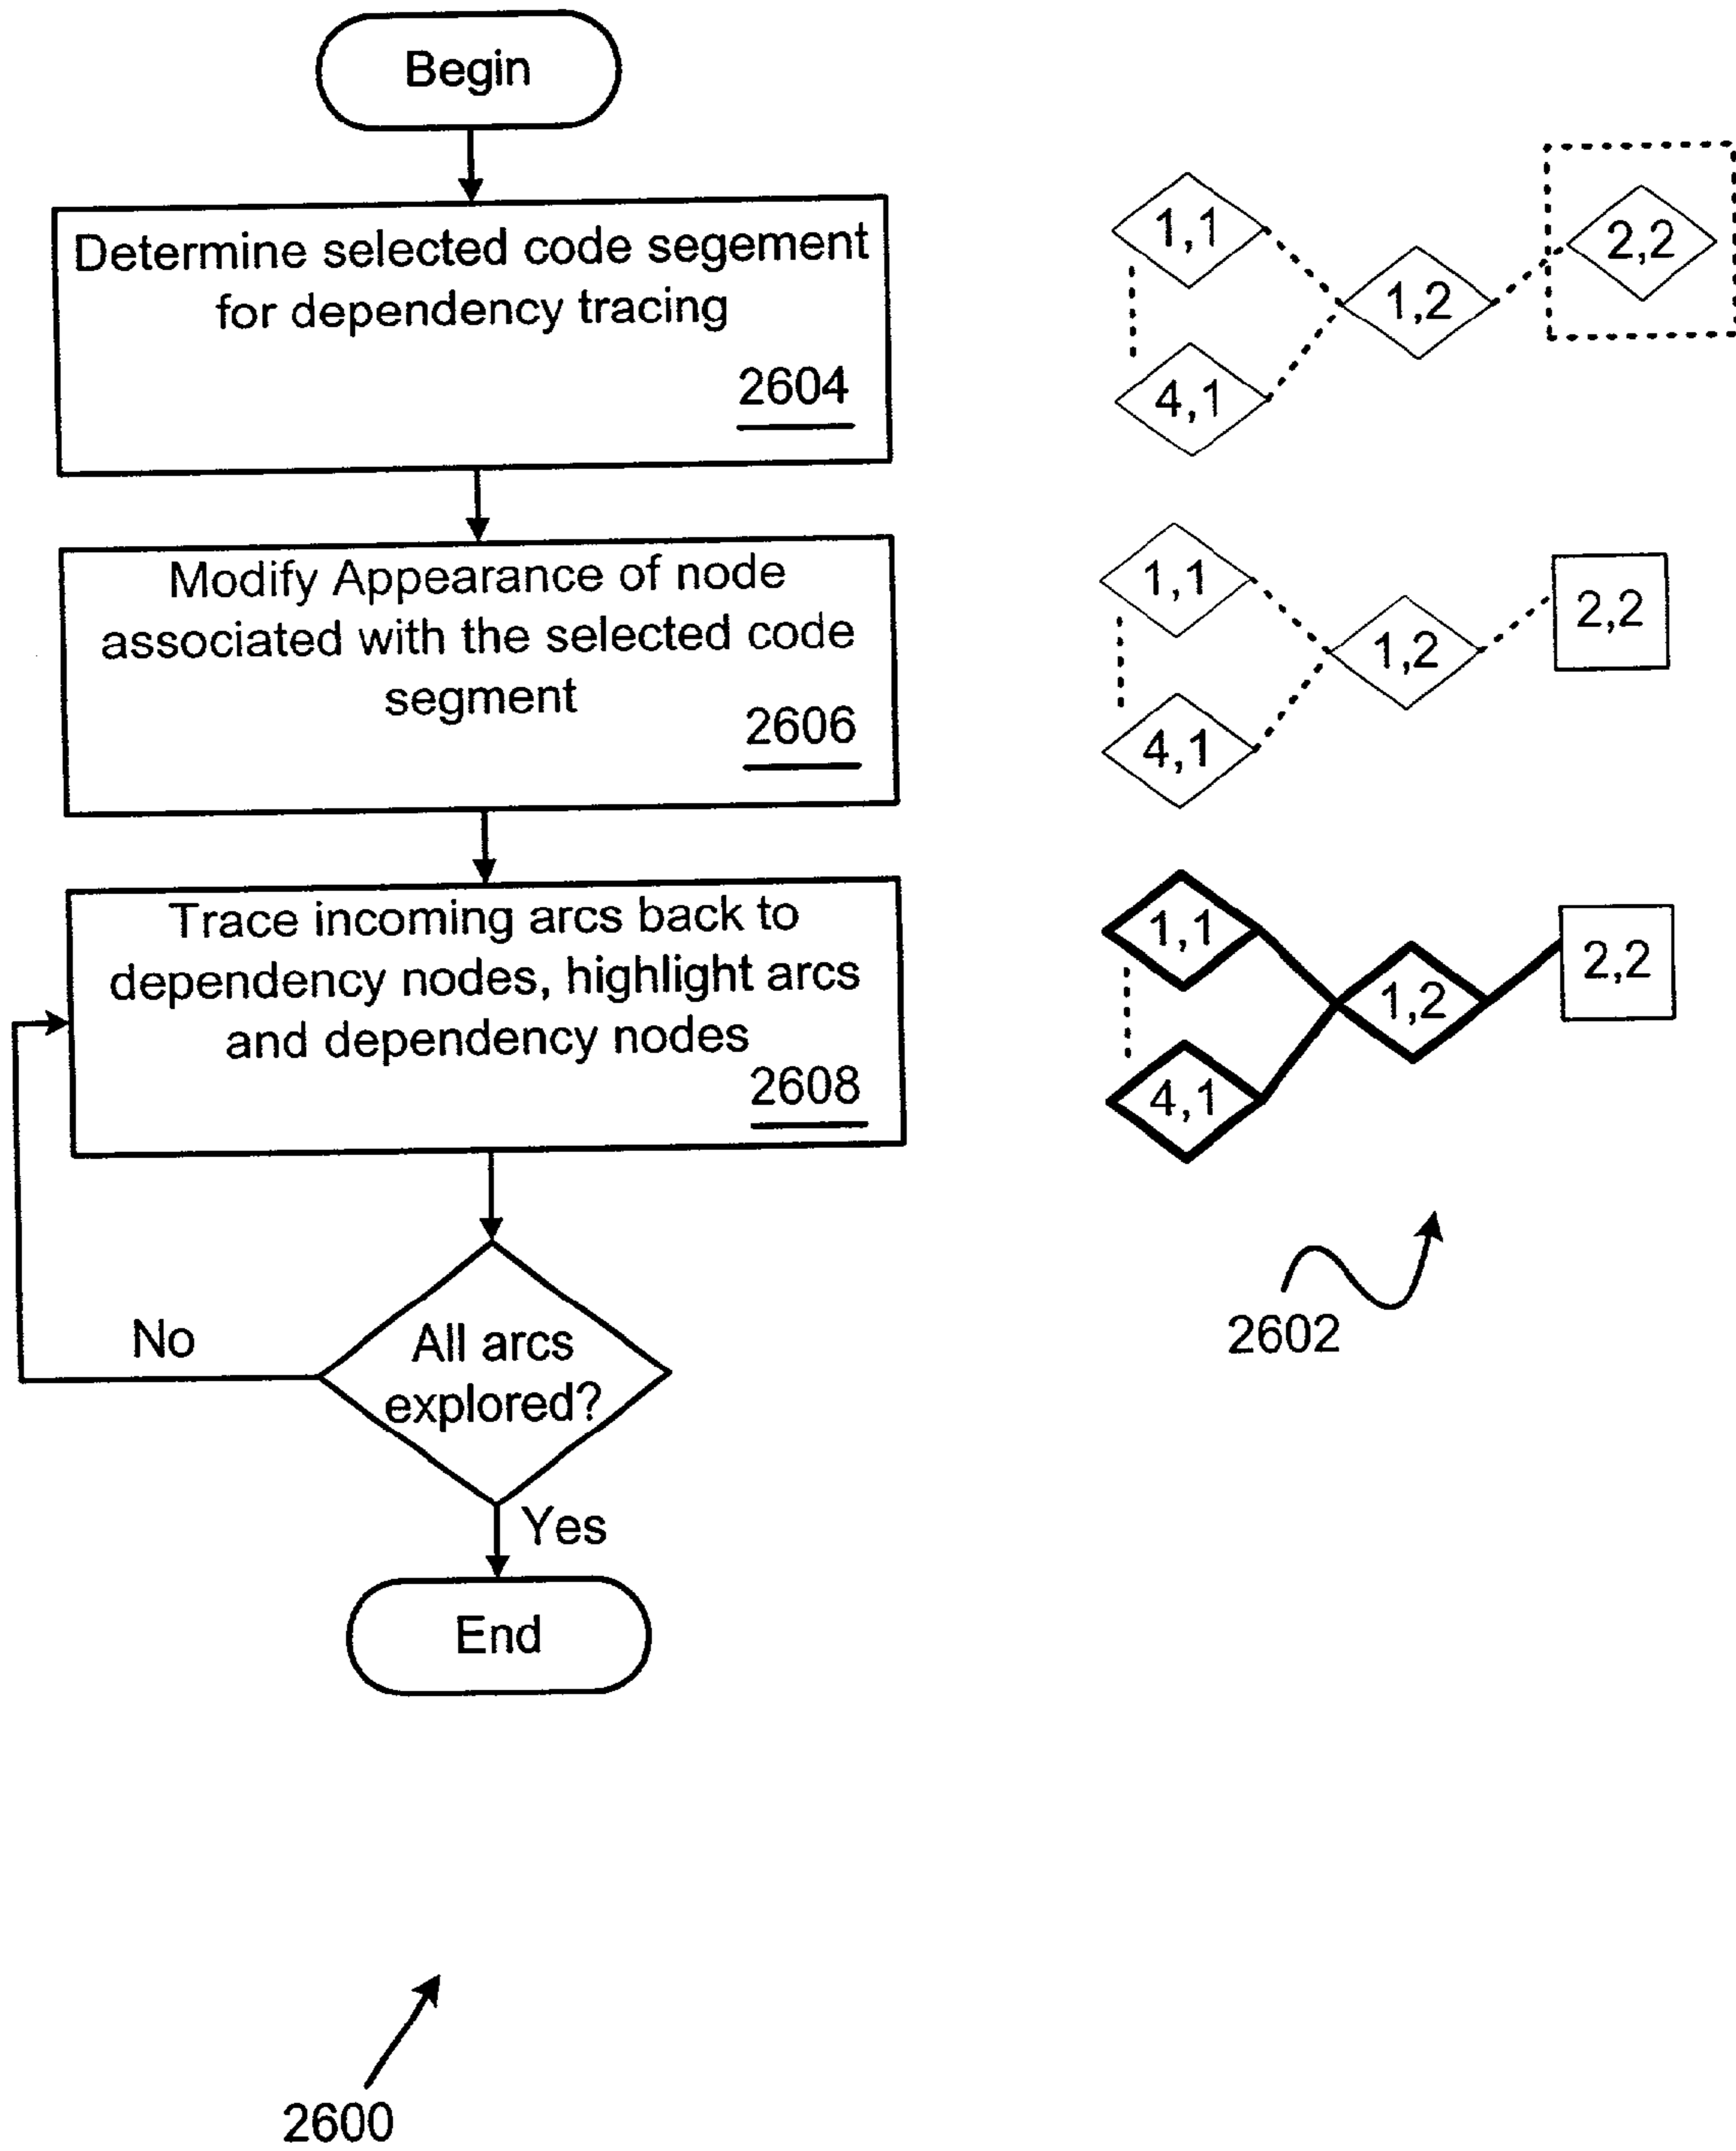 Begin
Determine selected code segement
for dependency tracing
2604
1,1
4,1
1,2
2,2
Modify Appearance of node
associated with the selected code
segment
2606
1,1
4,1
1,2
2,2
Trace incoming arcs back to
dependency nodes, highlight arcs
and dependency nodes
2608
1,1
4,1
1,2
2,2
2602
No
All arcs
explored?
Yes
End
2600